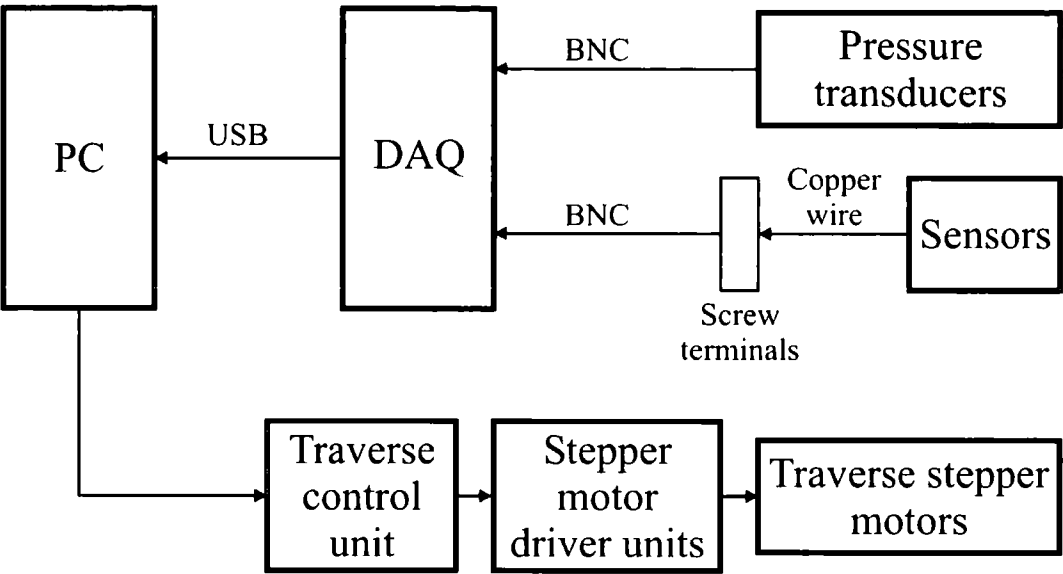 PC
USB
DAQ
BNC
Pressure
transducers
BNC
Copper
wire
Sensors
Screw
terminals
Traverse
control
unit
Stepper
motor
driver units
Traverse stepper
motors